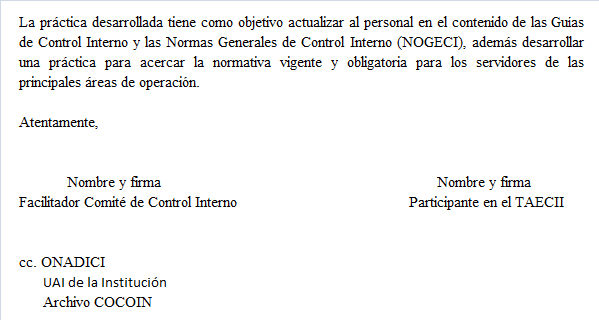 La práctica desarrollada tiene como objetivo actualizar al personal en el contenido de las Guías
de Control Interno y las Normas Generales de Control Interno (NOGECI), además desarrollar
una práctica para acercar la normativa vigente y obligatoria para los servidores de las
principales áreas de operación.
Atentamente,
Nombre y firma Nombre y firma
Facilitador Comité de Control Interno Participante en el TAECII
cc. ONADICI
UAI de la Institución
Archivo COCOIN